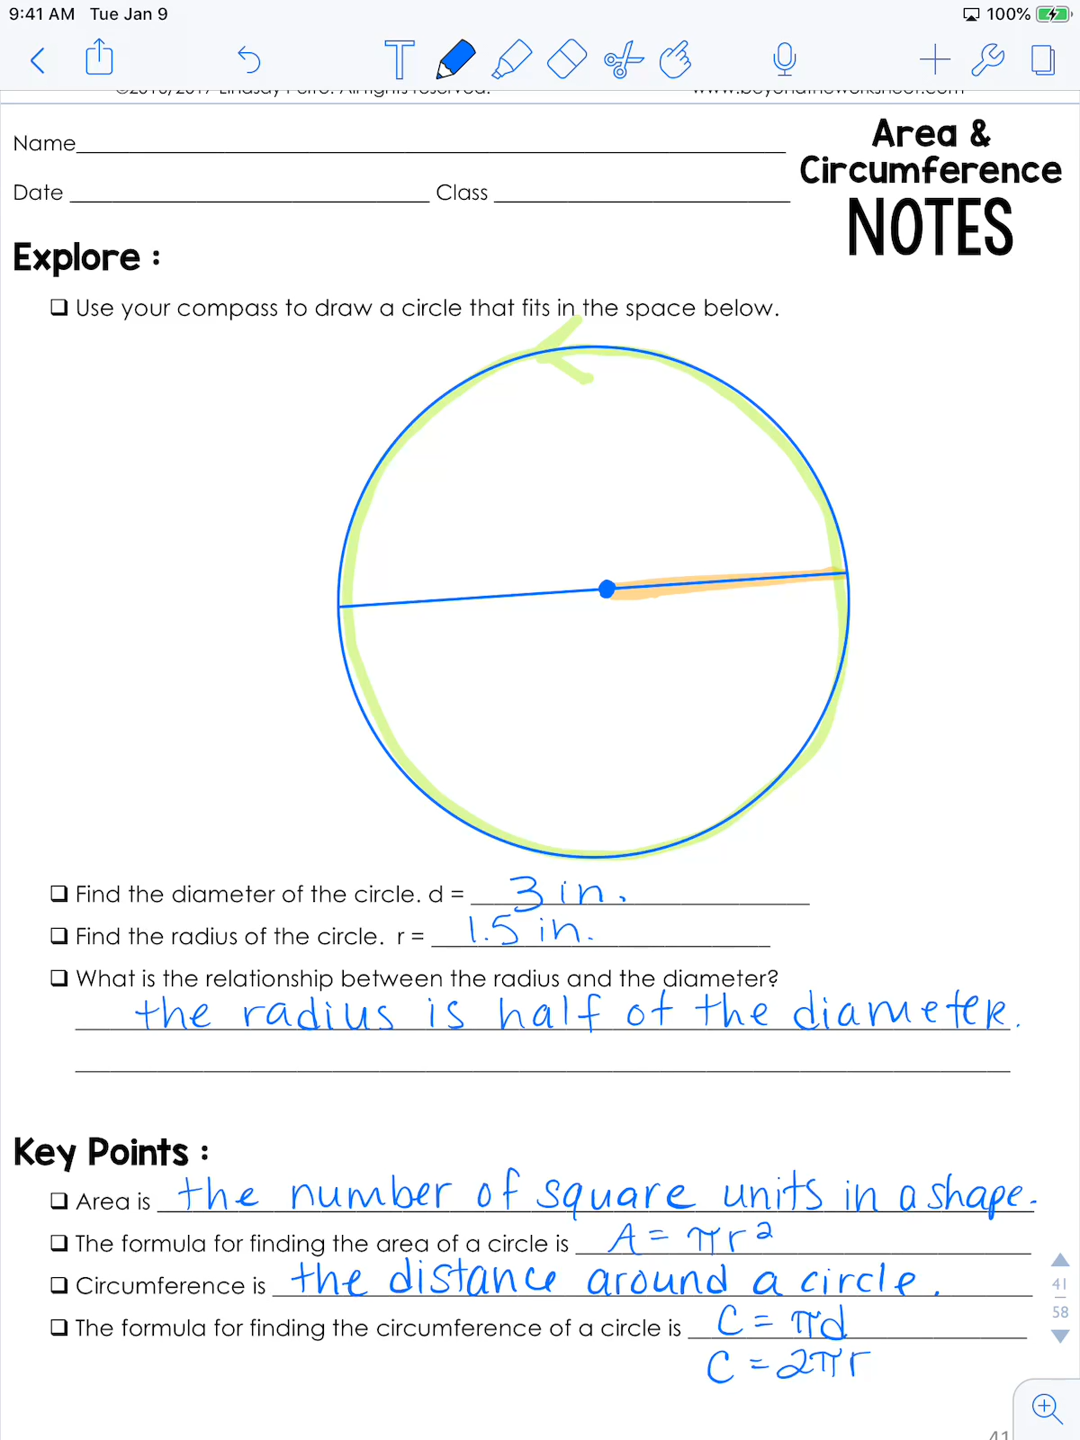 9:41 AM Tue Jan 9 100%
Name
Date Class
Area &
Circumference
NOTES
Explore :
Use your compass to draw a circle that fits in the space below.
Find the diameter of the circle. d = 3 in.
Find the radius of the circle. r = 1.5 in.
What is the relationship between the radius and the diameter?
the radius is half of the diameter.
Key Points :
Area is the number of square units in a shape.
The formula for finding the area of a circle is A = πr²
Circumference is the distance around a circle.
The formula for finding the circumference of a circle is C = πd
C = 2πr
41
58
41